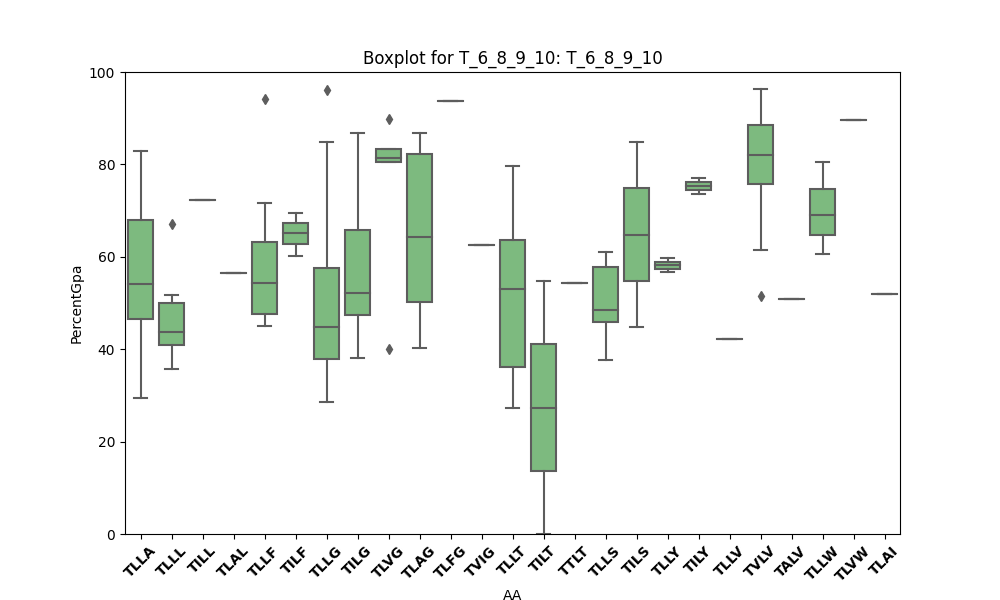 Boxplot for T_6_8_9_10: T_6_8_9_10
100
80
60
40
20
0
PercentGpa
TLLA TLLL TILL TLAL TLLF TILF TLLG TILG TLVG TLAG TLFG TVIG TLLT TILT TTLT TLLS TILS TLLY TILY TLLV TVLV TALV TLLW TLVW TLAI
AA